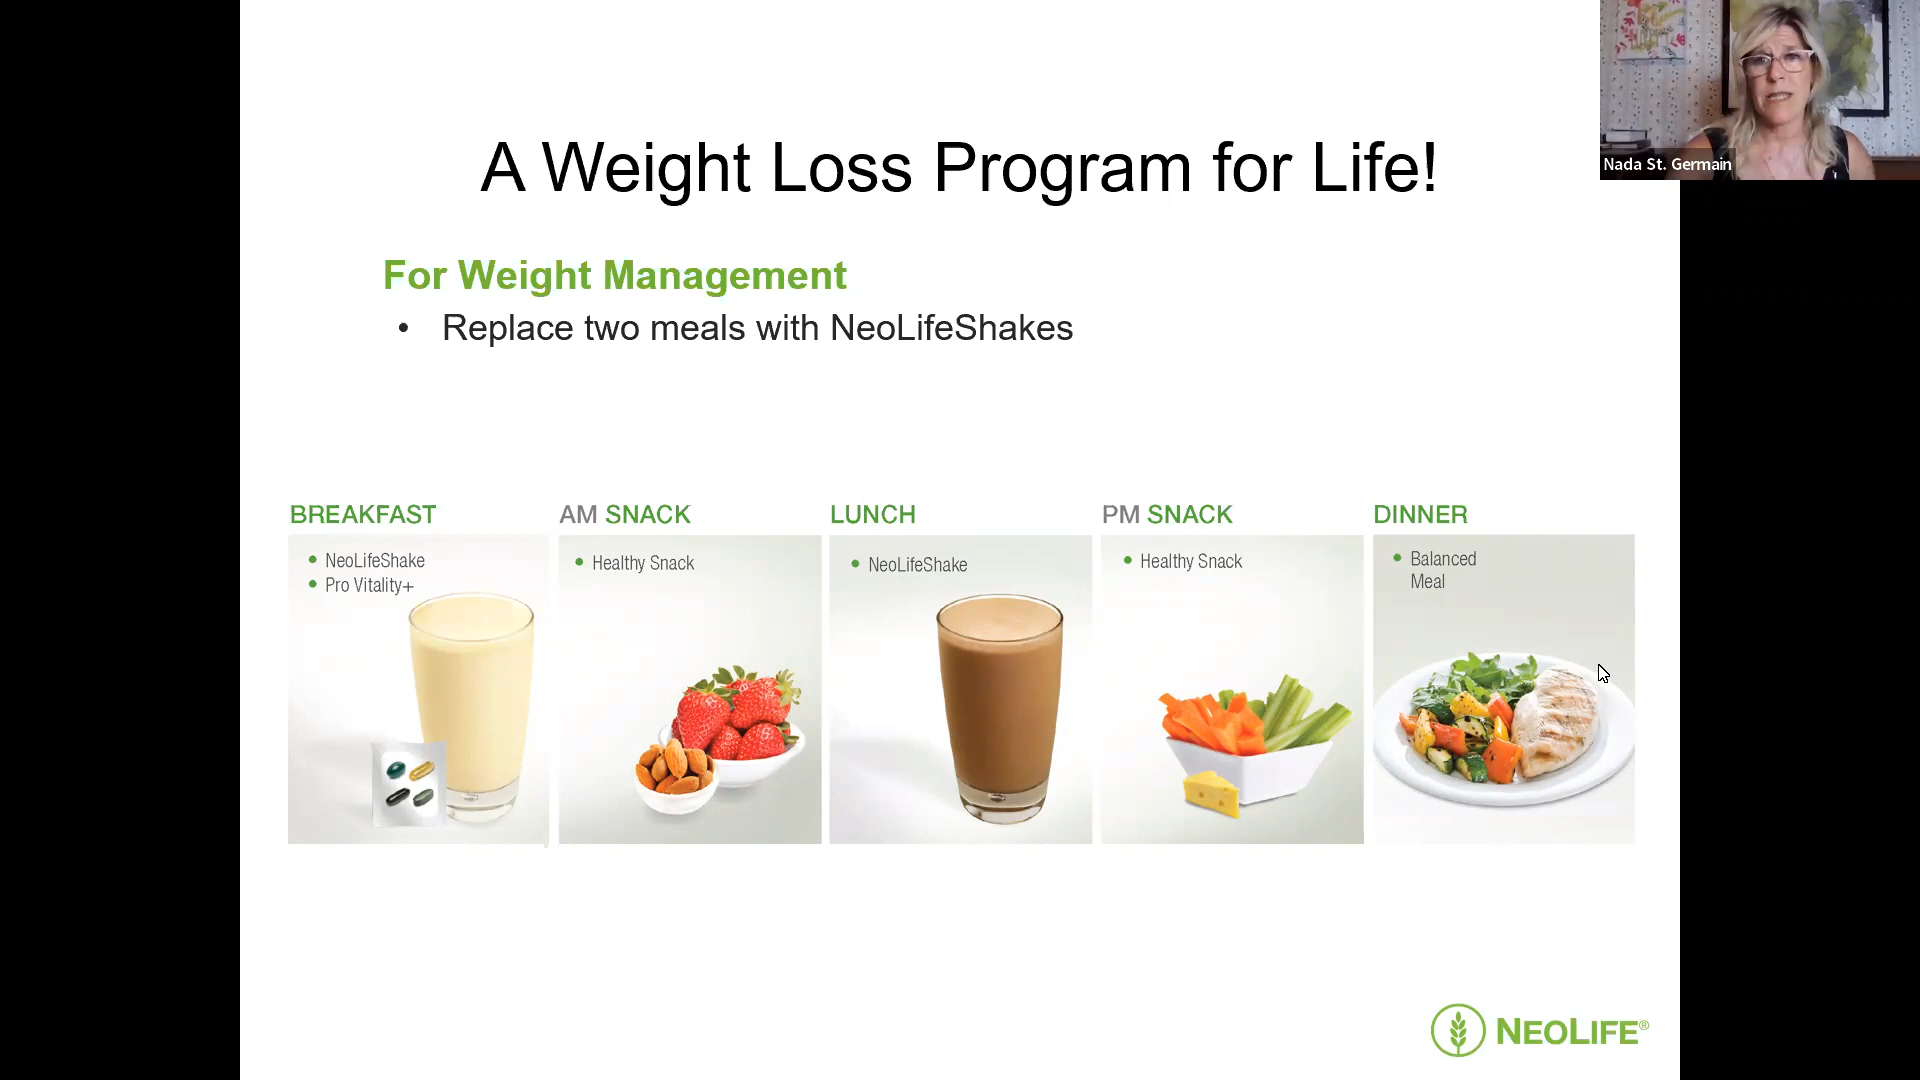 A Weight Loss Program for Life!
Nada St. Germain
For Weight Management
• Replace two meals with NeoLifeShakes
BREAKFAST
• NeoLifeShake
• Pro Vitality+
AM SNACK
• Healthy Snack
LUNCH
• NeoLifeShake
PM SNACK
• Healthy Snack
DINNER
• Balanced
Meal
NEOLIFE®